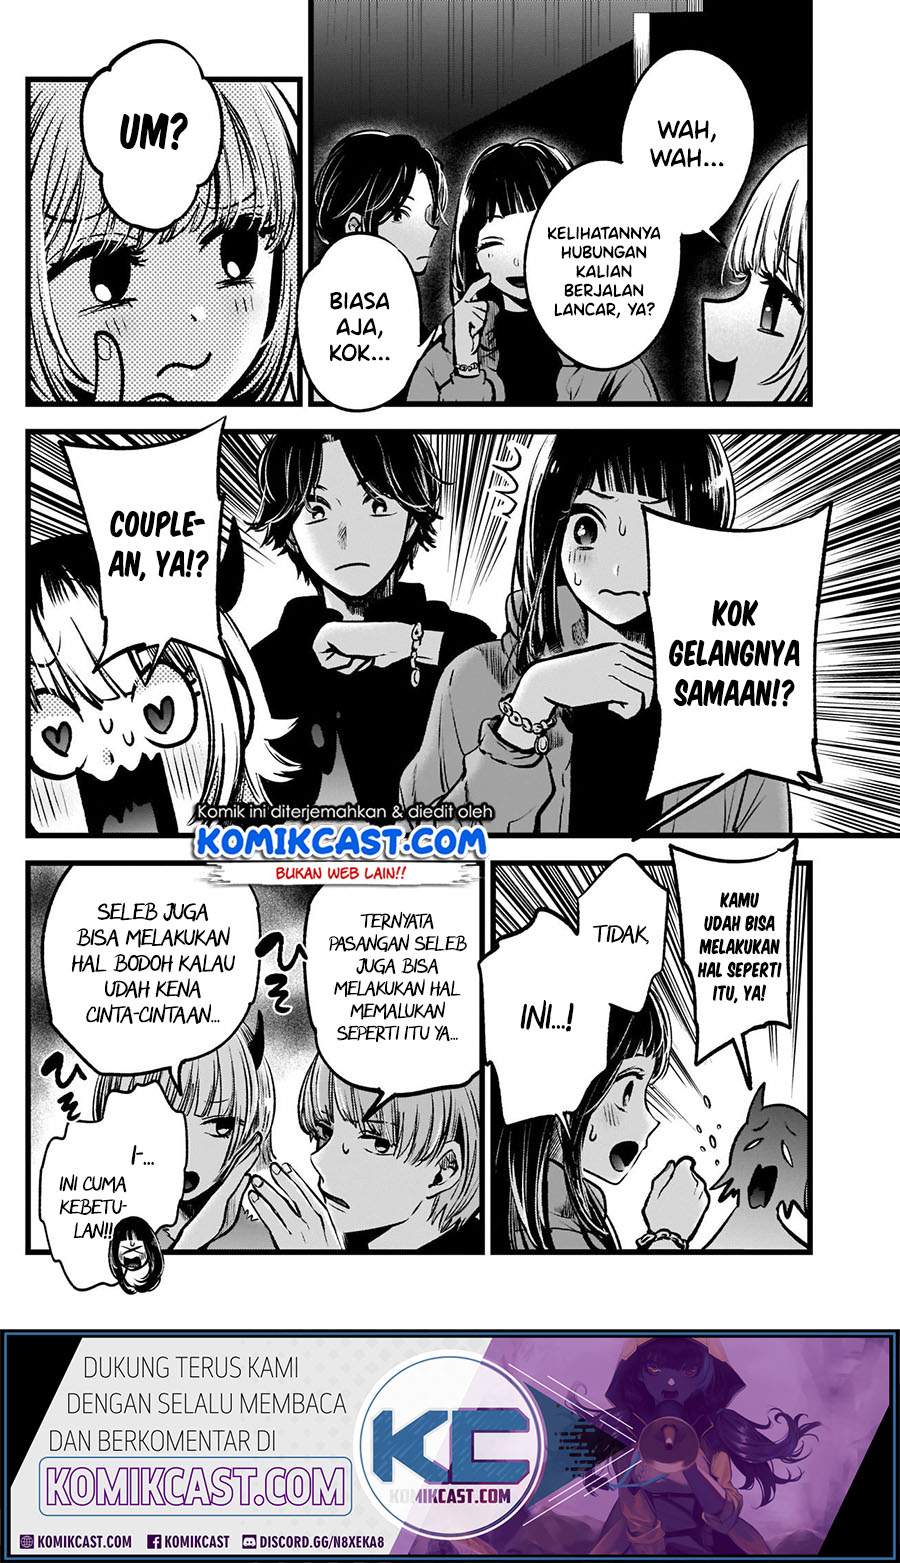 WAH,
WAH...
KELIHATANNYA
HUBUNGAN
KALIAN
BERJALAN
LANCAR, YA?
BIASA
AJA,
KOK...
UM?
KOK
GELANGNYA
SAMAAN!?
COUPLE-
AN, YA!?
KAMU
UDAH BISA
MELAKUKAN
HAL SEPERTI
ITU, YA!
TIDAK,
INI...!
TERNYATA
PASANGAN SELEB
JUGA BISA
MELAKUKAN HAL
MEMALUKAN
SEPERTI ITU YA...
SELEB JUGA
BISA MELAKUKAN
HAL BODOH KALAU
UDAH KENA
CINTA-CINTAAN...
I-...
INI CUMA
KEBETU-
LAN!!
Komik ini diterjemahkan & diedit oleh
KOMIKCAST.COM
BUKAN WEB LAIN!!
DUKUNG TERUS KAMI
DENGAN SELALU MEMBACA
DAN BERKOMENTAR DI
KOMIKCAST.COM
KOMIKCAST.COM KOMIKCAST DISCORD.GG/N8XEKA8
KC
KOMIKCAST.COM